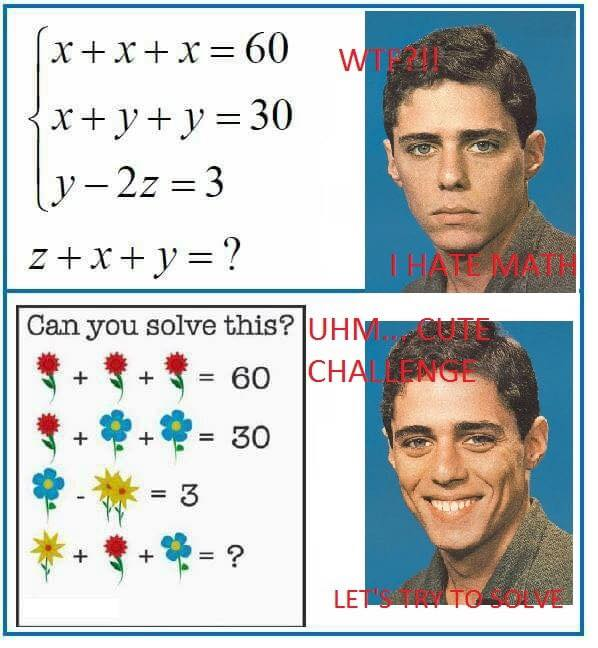 x + x + x = 60
WTF?!!
x + y + y = 30
y − 2z = 3
z + x + y = ?
I HATE MATH
Can you solve this?
UHM.... CUTE
CHALLENGE
+ + = 60
+ + = 30
- = 3
+ + = ?
LET'S TRY TO SOLVE